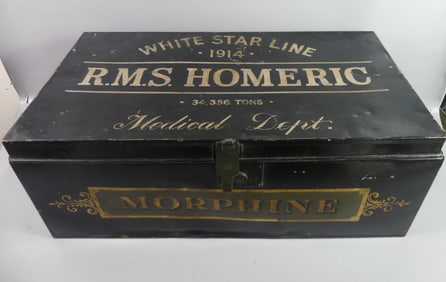 WHITE STAR LINE
· 1914 ·
R.M.S. HOMERIC
· 34,356 TONS ·
Medical Dept.
MORPHINE